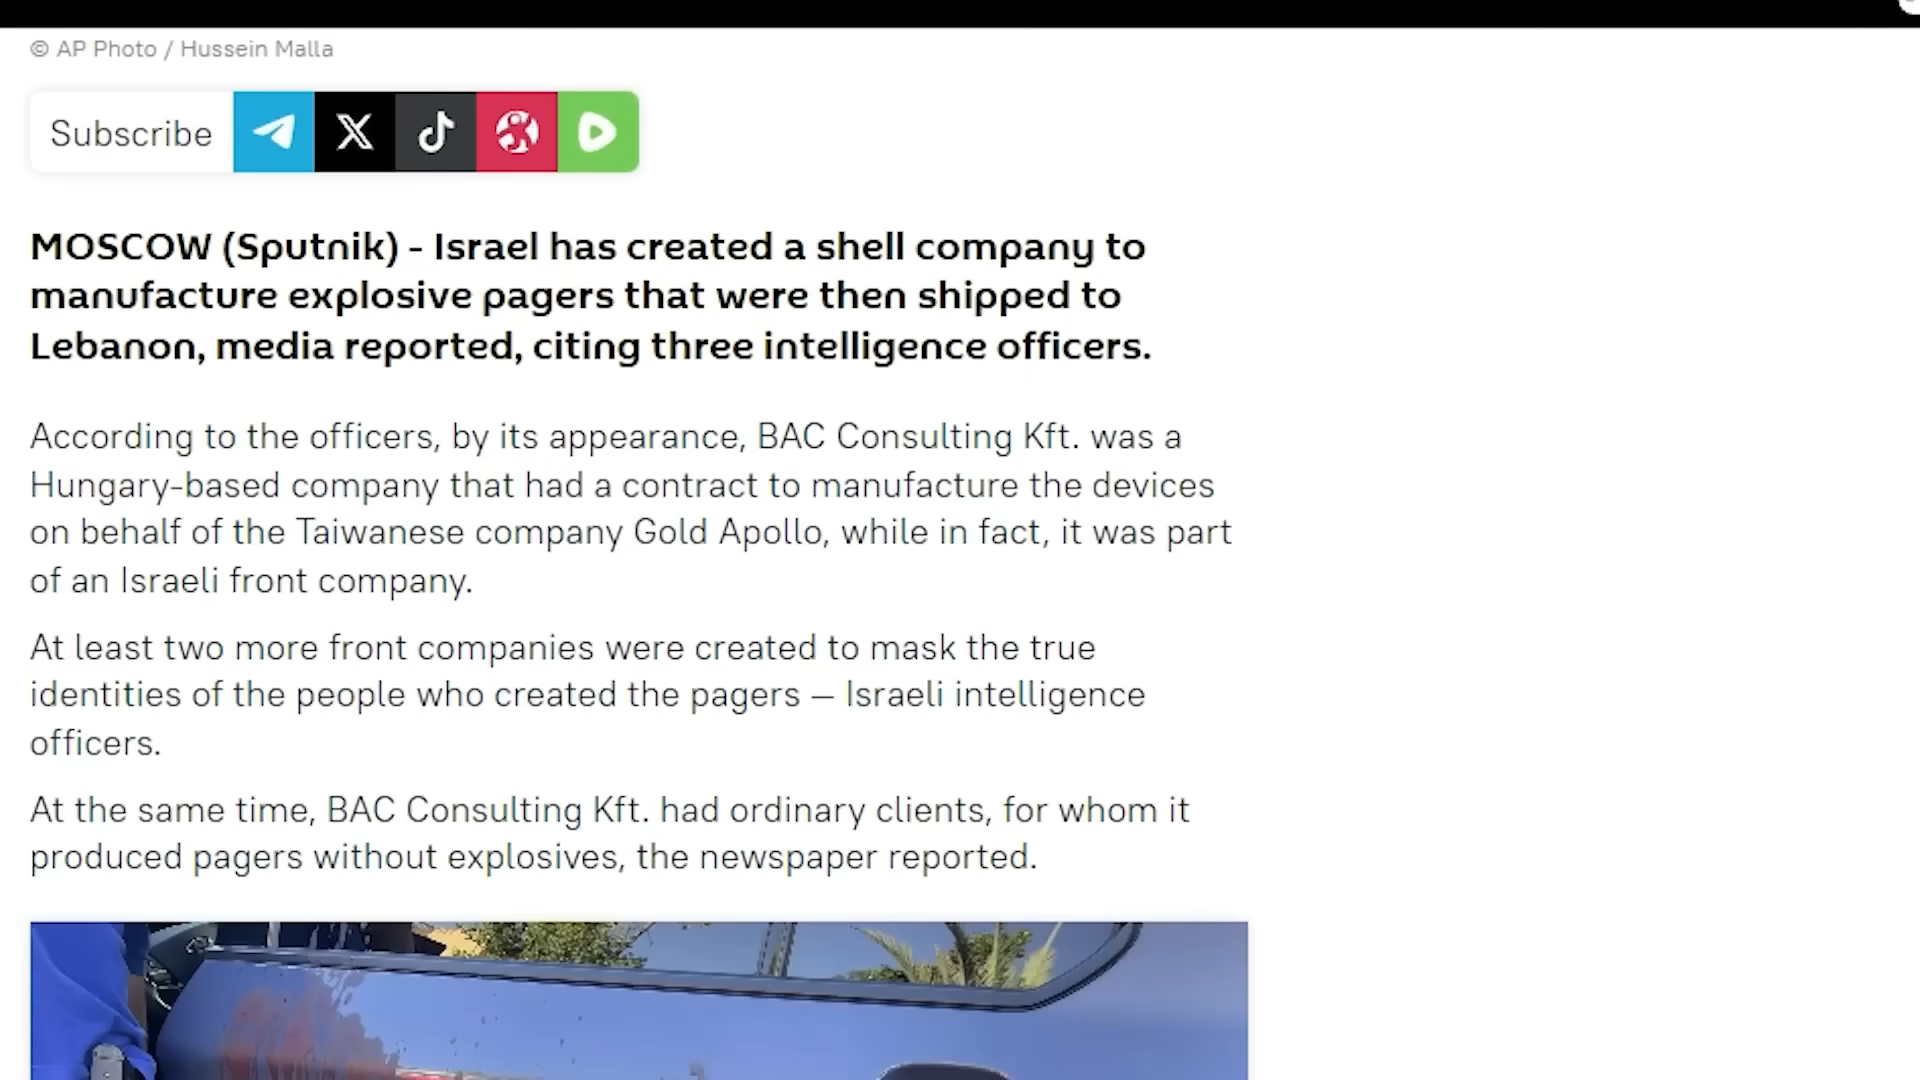 © AP Photo / Hussein Malla
Subscribe
MOSCOW (Sputnik) - Israel has created a shell company to
manufacture explosive pagers that were then shipped to
Lebanon, media reported, citing three intelligence officers.
According to the officers, by its appearance, BAC Consulting Kft. was a
Hungary-based company that had a contract to manufacture the devices
on behalf of the Taiwanese company Gold Apollo, while in fact, it was part
of an Israeli front company.
At least two more front companies were created to mask the true
identities of the people who created the pagers — Israeli intelligence
officers.
At the same time, BAC Consulting Kft. had ordinary clients, for whom it
produced pagers without explosives, the newspaper reported.